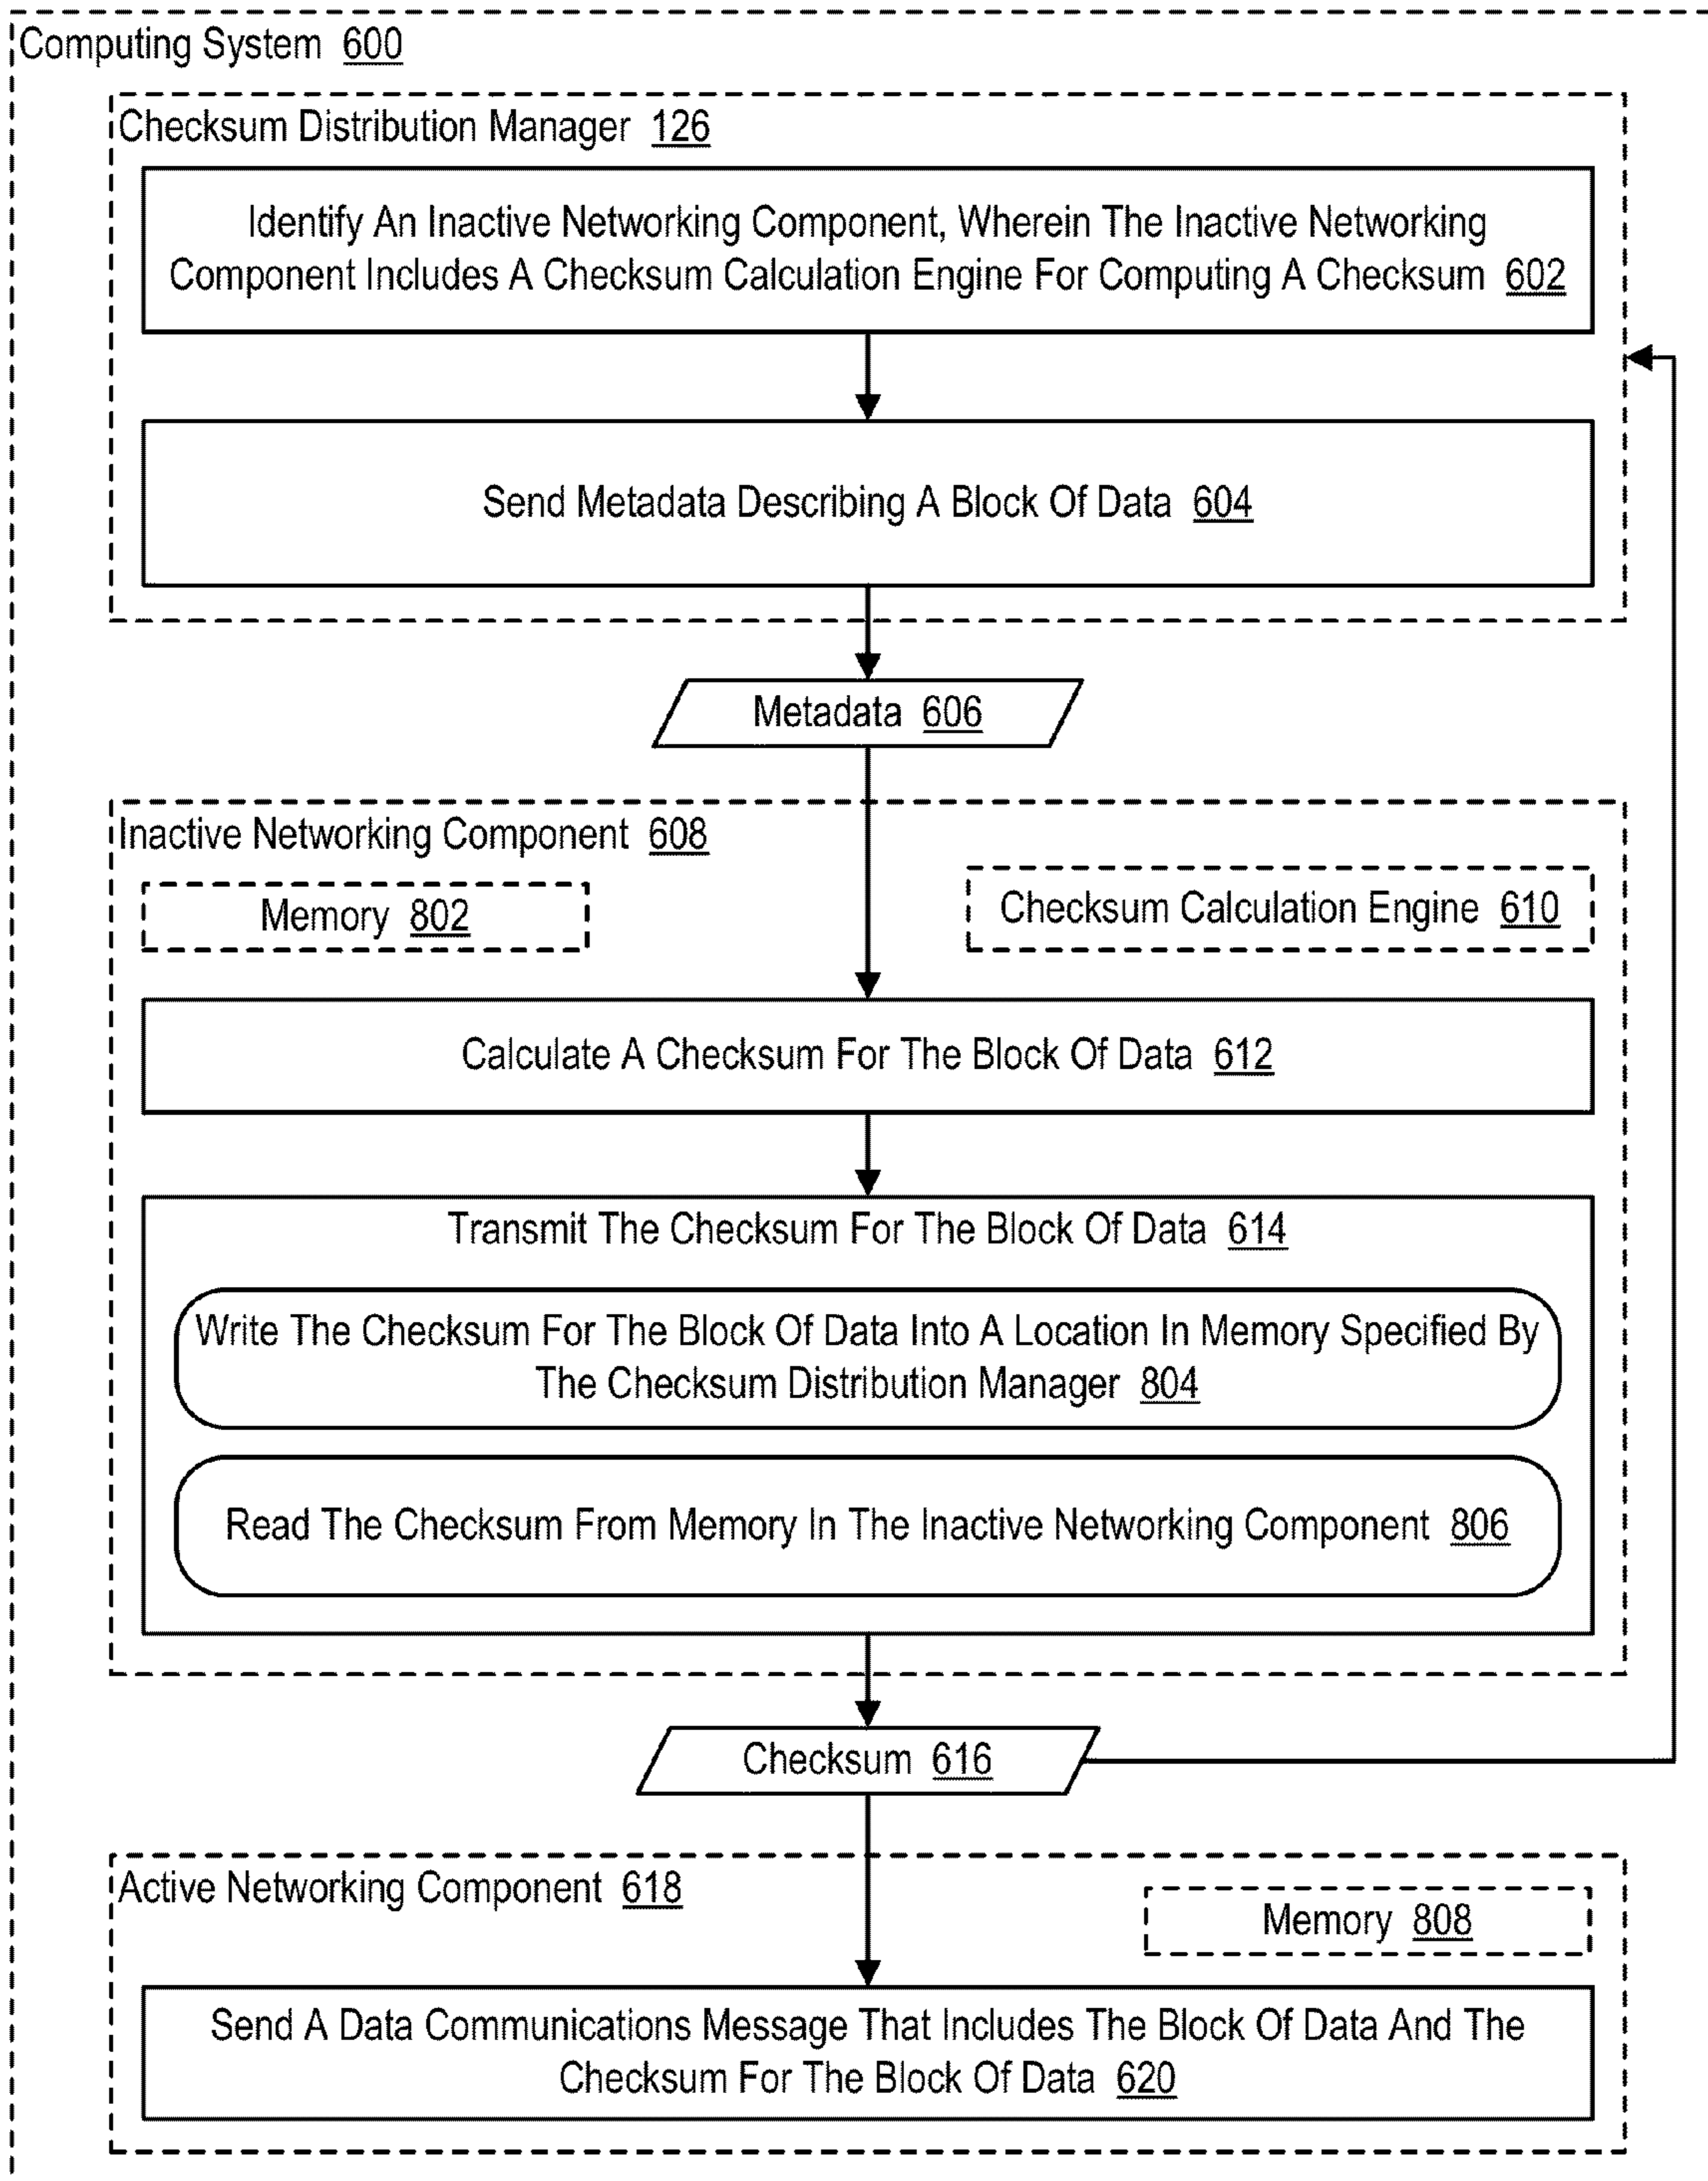 Computing System 600
Checksum Distribution Manager 126
Identify An Inactive Networking Component, Wherein The Inactive Networking
Component Includes A Checksum Calculation Engine For Computing A Checksum 602
Send Metadata Describing A Block Of Data 604
Metadata 606
Inactive Networking Component 608
Memory 802
Checksum Calculation Engine 610
Calculate A Checksum For The Block Of Data 612
Transmit The Checksum For The Block Of Data 614
Write The Checksum For The Block Of Data Into A Location In Memory Specified By
The Checksum Distribution Manager 804
Read The Checksum From Memory In The Inactive Networking Component 806
Checksum 616
Active Networking Component 618
Memory 808
Send A Data Communications Message That Includes The Block Of Data And The
Checksum For The Block Of Data 620